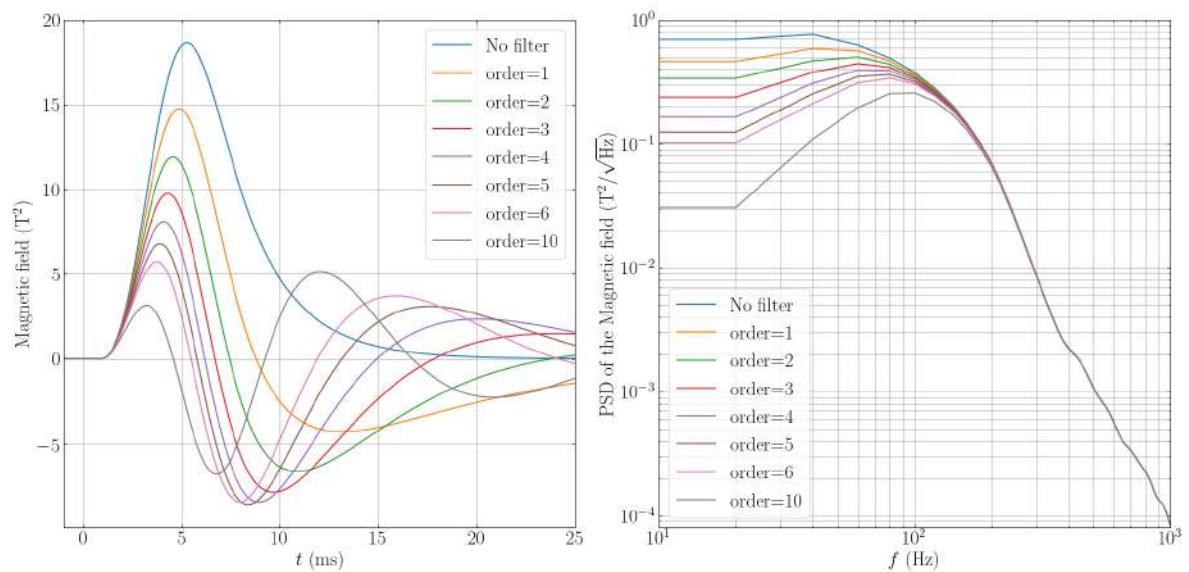 20
15
10
5
0
−5
Magnetic field (T²)
No filter
order=1
order=2
order=3
order=4
order=5
order=6
order=10
0
5
10
15
20
25
t (ms)
10⁰
10⁻¹
10⁻²
10⁻³
10⁻⁴
PSD of the Magnetic field (T²/√Hz)
No filter
order=1
order=2
order=3
order=4
order=5
order=6
order=10
10¹
10²
10³
f (Hz)